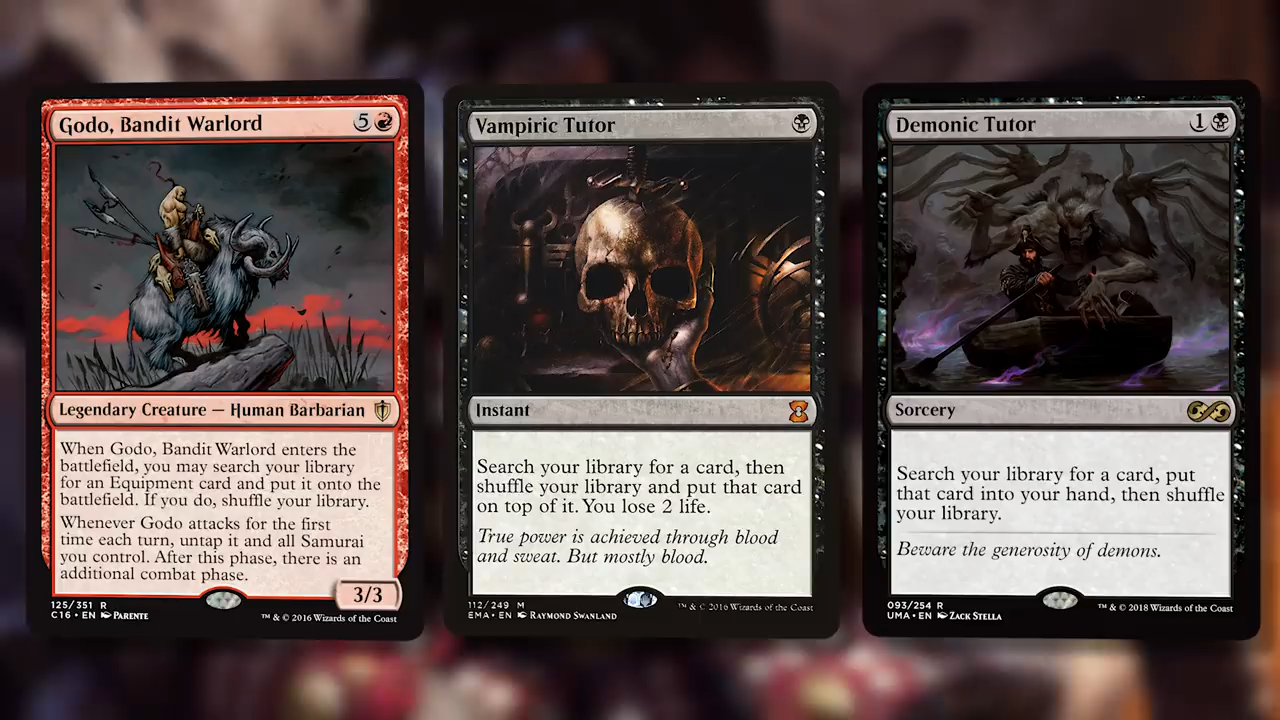 Godo, Bandit Warlord 5
Legendary Creature — Human Barbarian
When Godo, Bandit Warlord enters the
battlefield, you may search your library
for an Equipment card and put it onto the
battlefield. If you do, shuffle your library.
Whenever Godo attacks for the first
time each turn, untap it and all Samurai
you control. After this phase, there is an
additional combat phase.
3/3
125/351 R
C16 • EN PARENTE
™ & © 2016 Wizards of the Coast
Vampiric Tutor
Instant
Search your library for a card, then
shuffle your library and put that card
on top of it. You lose 2 life.
True power is achieved through blood
and sweat. But mostly blood.
112/249 M
EMA • EN RAYMOND SWANLAND
™ & © 2016 Wizards of the Coast
Demonic Tutor 1
Sorcery
Search your library for a card, put
that card into your hand, then shuffle
your library.
Beware the generosity of demons.
093/254 R
UMA • EN ZACK STELLA
™ & © 2018 Wizards of the Coast